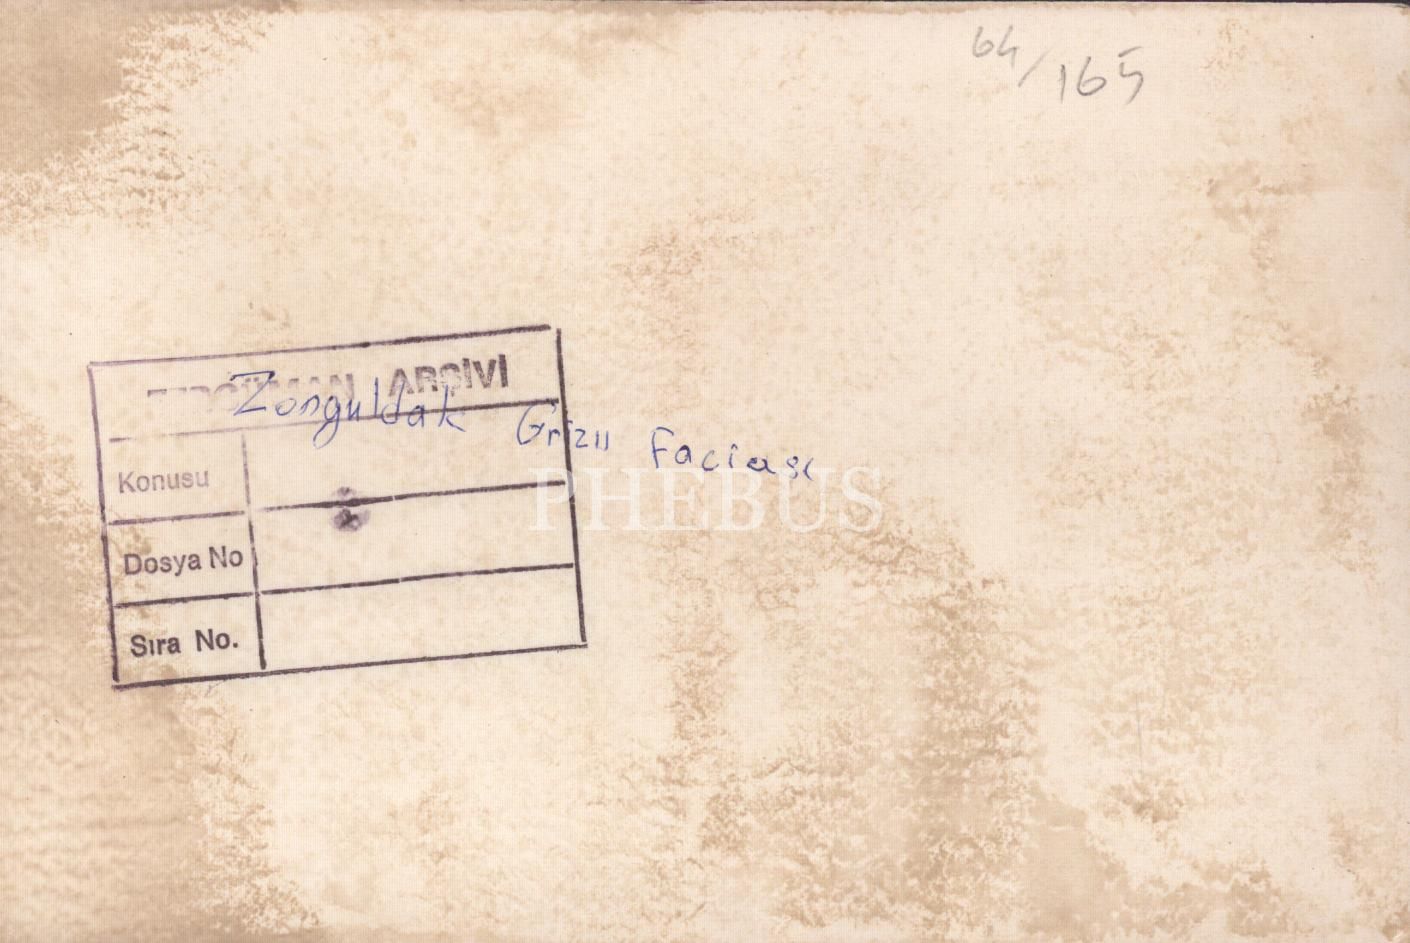 64/165
TERCÜMAN ARŞİVİ
Zonguldak Grizu Faciası
Konusu
Dosya No
Sıra No.
PHEBUS